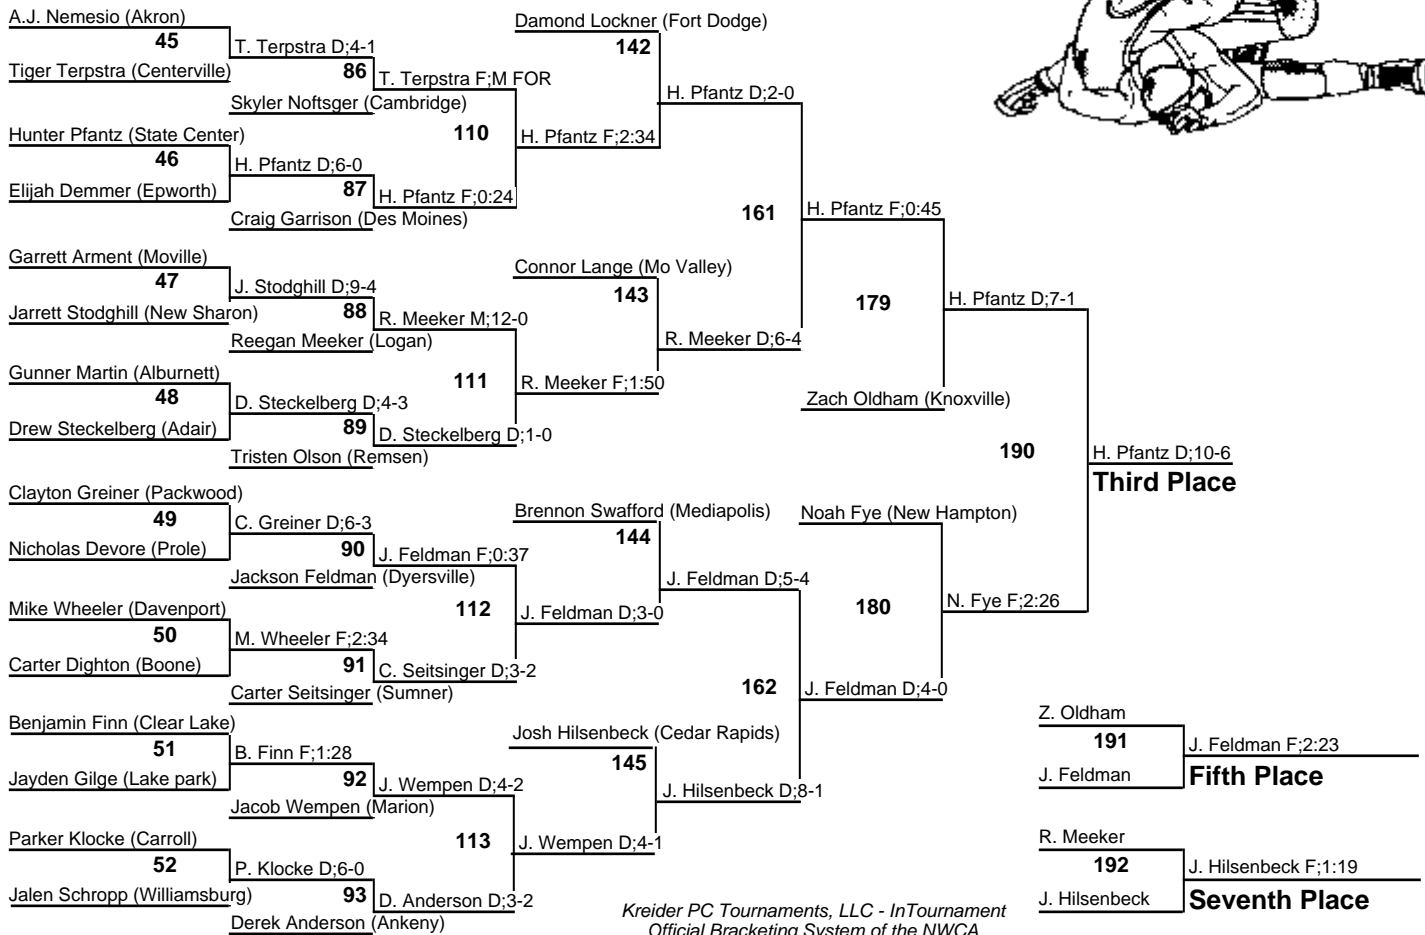 A.J. Nemesio (Akron)
45
Tiger Terpstra (Centerville)
T. Terpstra D;4-1
86
Skyler Noftsger (Cambridge)
T. Terpstra F;M FOR
Hunter Pfantz (State Center)
46
Elijah Demmer (Epworth)
H. Pfantz D;6-0
87
Craig Garrison (Des Moines)
H. Pfantz F;0:24
110
H. Pfantz F;2:34
Damond Lockner (Fort Dodge)
142
H. Pfantz D;2-0
Garrett Arment (Moville)
47
Jarrett Stodghill (New Sharon)
J. Stodghill D;9-4
88
Reegan Meeker (Logan)
R. Meeker M;12-0
Gunner Martin (Alburnett)
48
Drew Steckelberg (Adair)
D. Steckelberg D;4-3
89
Tristen Olson (Remsen)
D. Steckelberg D;1-0
111
R. Meeker F;1:50
Connor Lange (Mo Valley)
143
R. Meeker D;6-4
161
H. Pfantz F;0:45
179
Zach Oldham (Knoxville)
H. Pfantz D;7-1
Clayton Greiner (Packwood)
49
Nicholas Devore (Prole)
C. Greiner D;6-3
90
Jackson Feldman (Dyersville)
J. Feldman F;0:37
Mike Wheeler (Davenport)
50
Carter Dighton (Boone)
M. Wheeler F;2:34
91
Carter Seitsinger (Sumner)
C. Seitsinger D;3-2
112
J. Feldman D;3-0
Brennon Swafford (Mediapolis)
144
J. Feldman D;5-4
Benjamin Finn (Clear Lake)
51
Jayden Gilge (Lake park)
B. Finn F;1:28
92
Jacob Wempen (Marion)
J. Wempen D;4-2
Parker Klocke (Carroll)
52
Jalen Schropp (Williamsburg)
P. Klocke D;6-0
93
Derek Anderson (Ankeny)
D. Anderson D;3-2
113
J. Wempen D;4-1
Josh Hilsenbeck (Cedar Rapids)
145
J. Hilsenbeck D;8-1
162
J. Feldman D;4-0
Noah Fye (New Hampton)
180
N. Fye F;2:26
190
H. Pfantz D;10-6
Third Place
Z. Oldham
191
J. Feldman
J. Feldman F;2:23
Fifth Place
R. Meeker
192
J. Hilsenbeck
J. Hilsenbeck F;1:19
Seventh Place
Kreider PC Tournaments, LLC - InTournament
Official Bracketing System of the NWCA